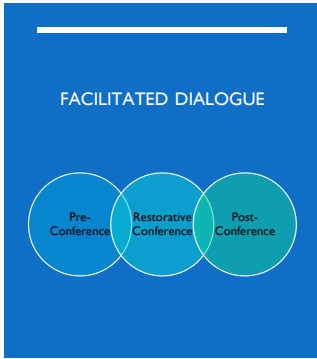 FACILITATED DIALOGUE
Pre-
Conference
Restorative
Conference
Post-
Conference